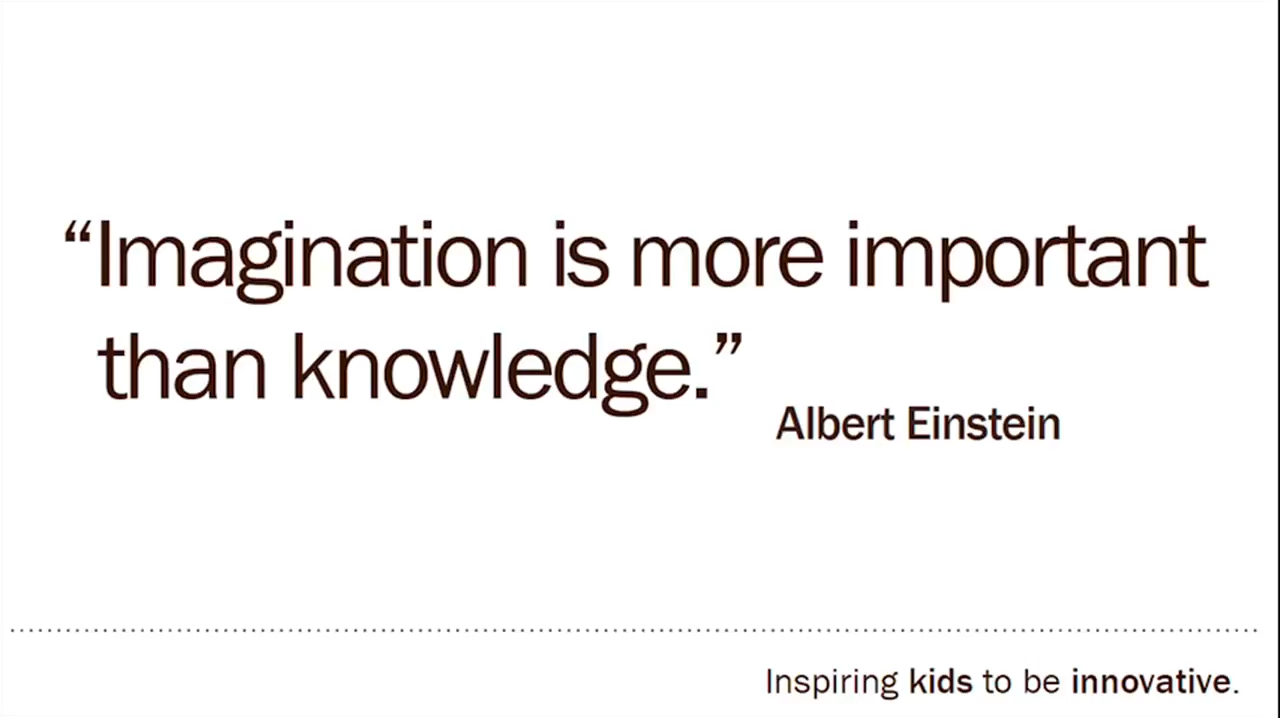 “Imagination is more important
than knowledge.”
Albert Einstein
Inspiring kids to be innovative.